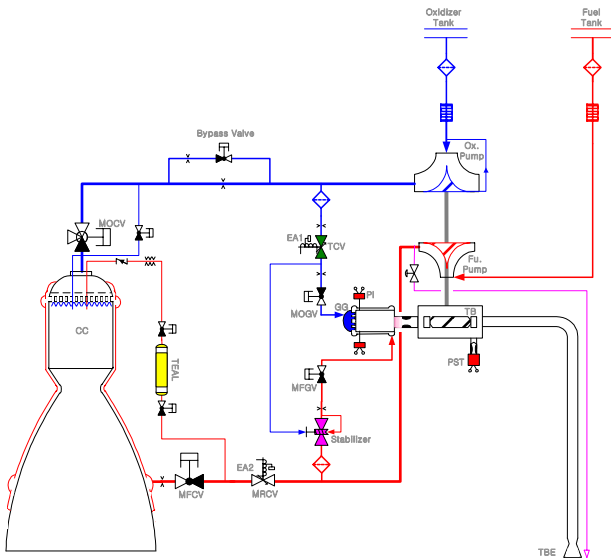 Oxidizer
Tank
Fuel
Tank
Bypass Valve
Ox.
Pump
MOCV
EA1
TCV
Fu.
Pump
PI
MOGV
GG
TB
CC
PST
TEAL
MFGV
Stabilizer
EA2
MFCV
MRCV
TBE